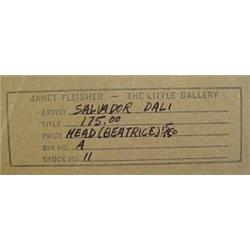 JANET FLEISHER — THE LITTLE GALLERY
ARTIST SALVADOR DALI
TITLE 175.00
PRICE HEAD (BEATRICE)
BIN NO. A
STOCK NO. 11